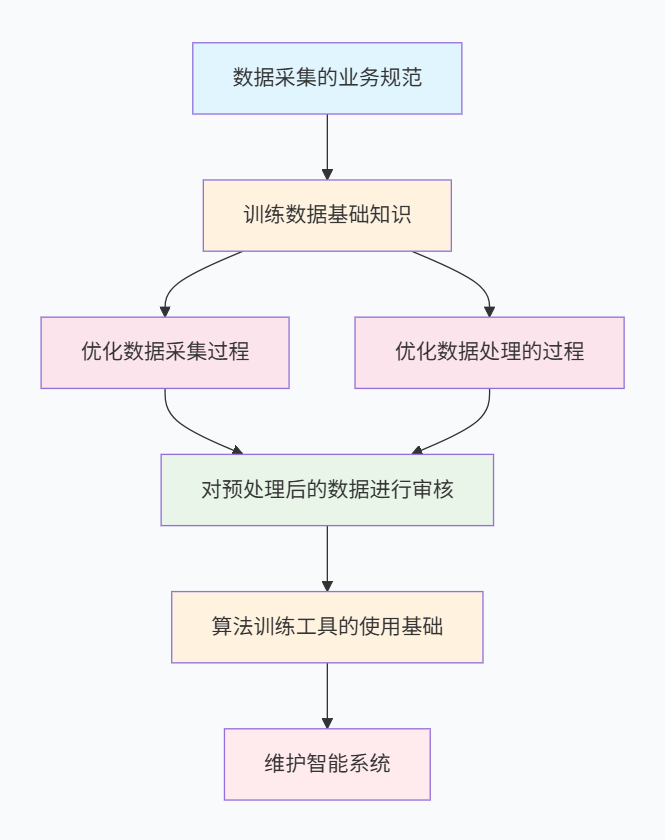 数据采集的业务规范
训练数据基础知识
优化数据采集过程
优化数据处理的过程
对预处理后的数据进行审核
算法训练工具的使用基础
维护智能系统